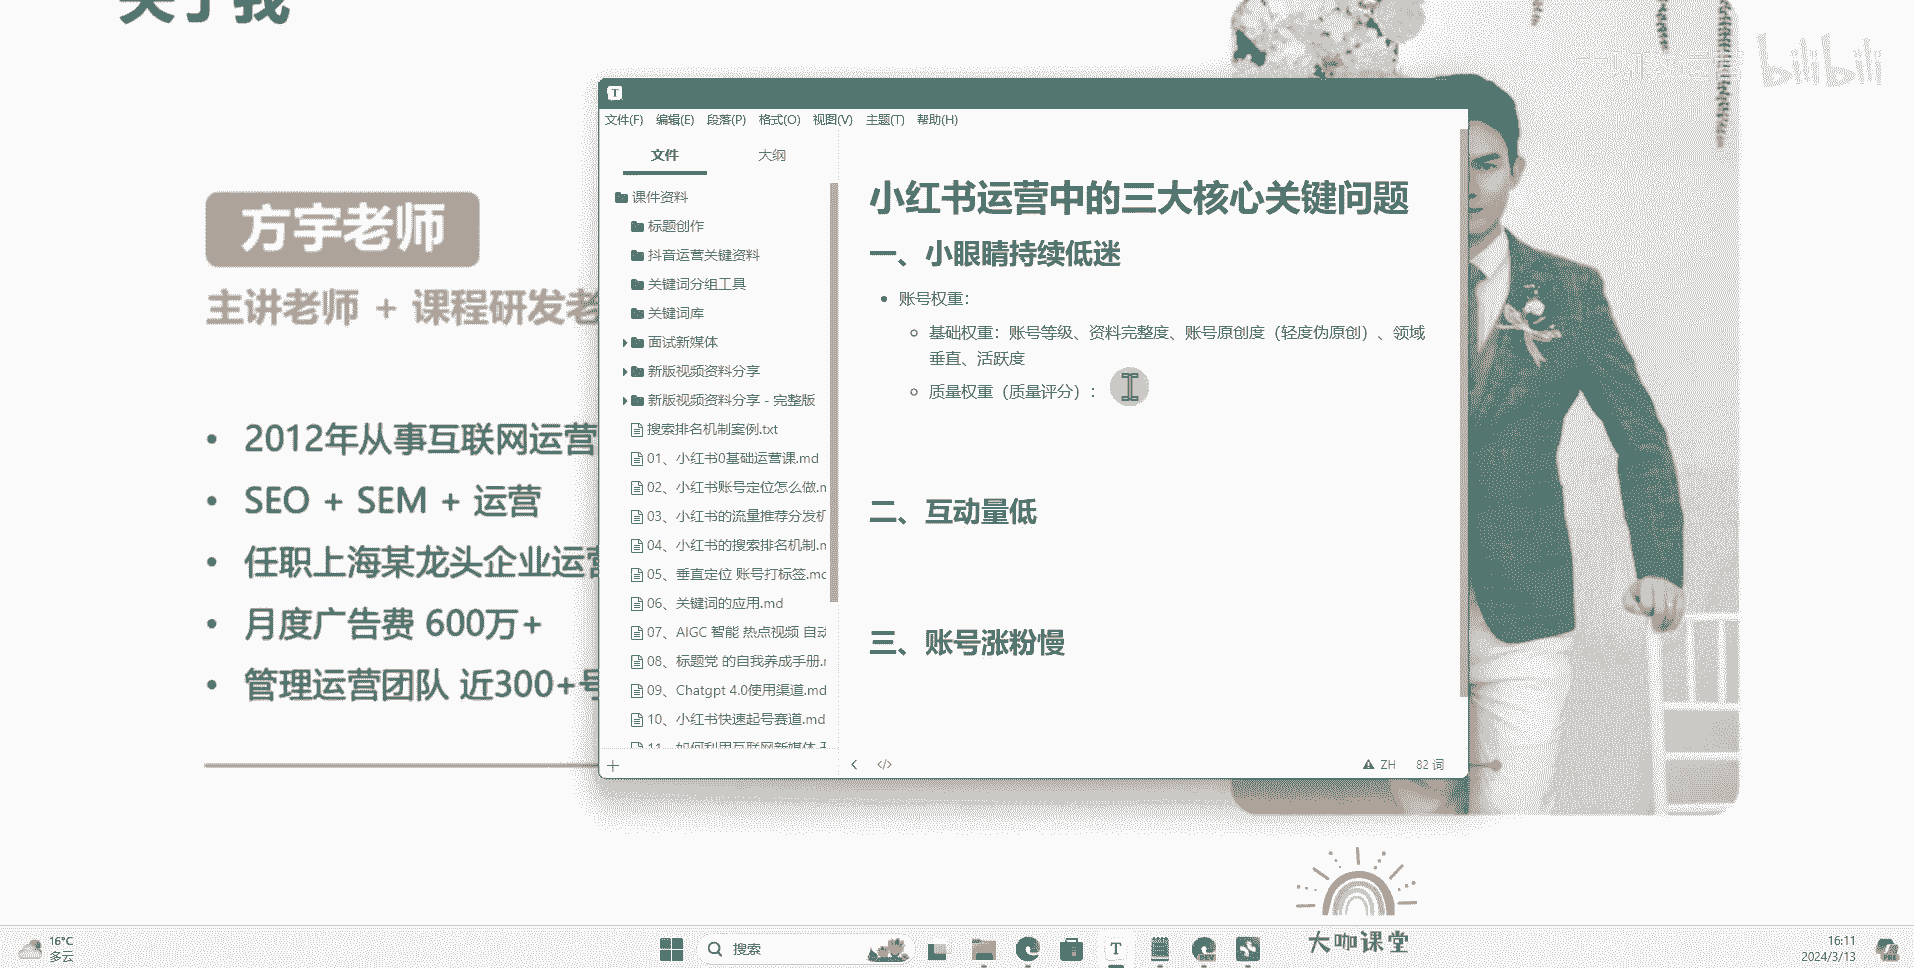 关于我
bilibili
方宇老师
主讲老师 + 课程研发老
2012年从事互联网运营
SEO + SEM + 运营
任职上海某龙头企业运营
月度广告费 600万+
管理运营团队 近300+号
T
文件(F) 编辑(E) 段落(P) 格式(O) 视图(V) 主题(T) 帮助(H)
文件 大纲
课件资料
标题创作
抖音运营关键资料
关键词分组工具
关键词库
面试新媒体
新版视频资料分享
新版视频资料分享 - 完整版
搜索排名机制案例.txt
01、小红书0基础运营课.md
02、小红书账号定位怎么做.m
03、小红书的流量推荐分发机
04、小红书的搜索排名机制.m
05、垂直定位 账号打标签.mc
06、关键词的应用.md
07、AIGC 智能 热点视频 自动
08、标题党 的自我养成手册.r
09、Chatgpt 4.0使用渠道.md
10、小红书快速起号赛道.md
11、如何利用互联网新媒体
小红书运营中的三大核心关键问题
一、小眼睛持续低迷
账号权重：
基础权重：账号等级、资料完整度、账号原创度（轻度伪原创）、领域
垂直、活跃度
质量权重（质量评分）：
二、互动量低
三、账号涨粉慢
ZH 82 词
大咖课堂
16°C
多云
搜索
T
DEV
16:11
2024/3/13
PRE